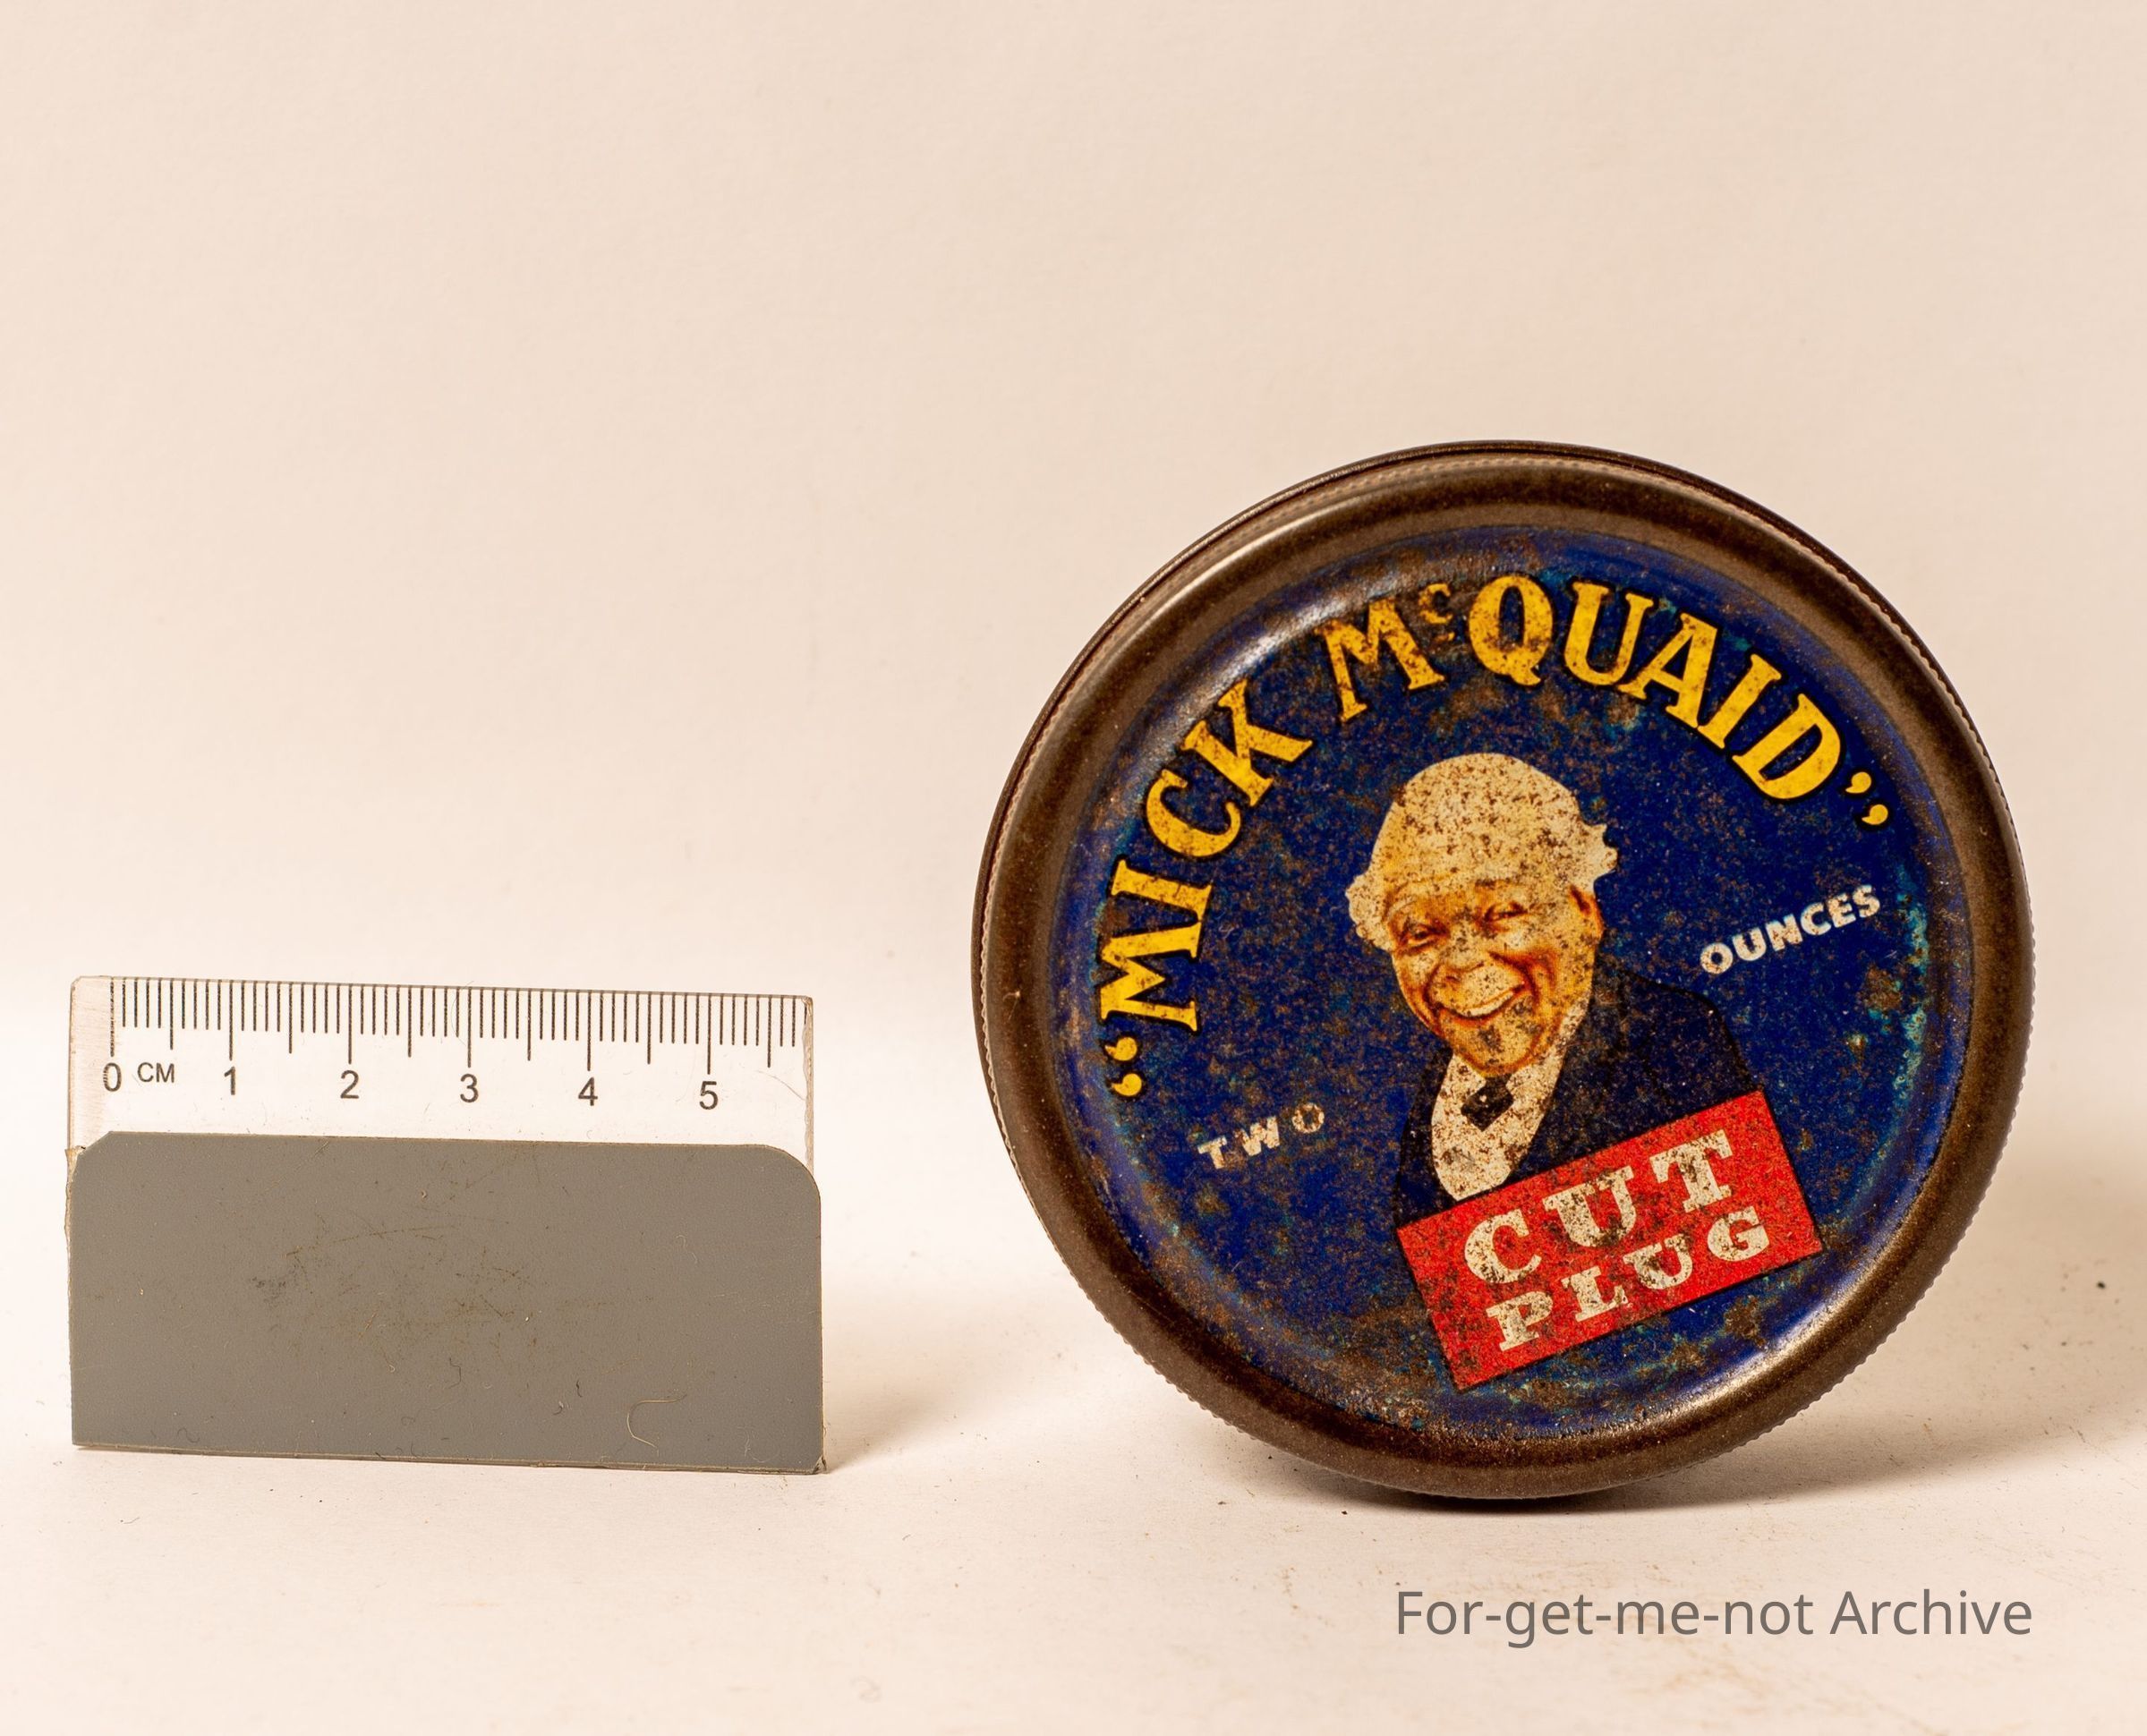 0 CM 1 2 3 4 5
“MICK McQUAID”
TWO OUNCES
CUT
PLUG
For-get-me-not Archive